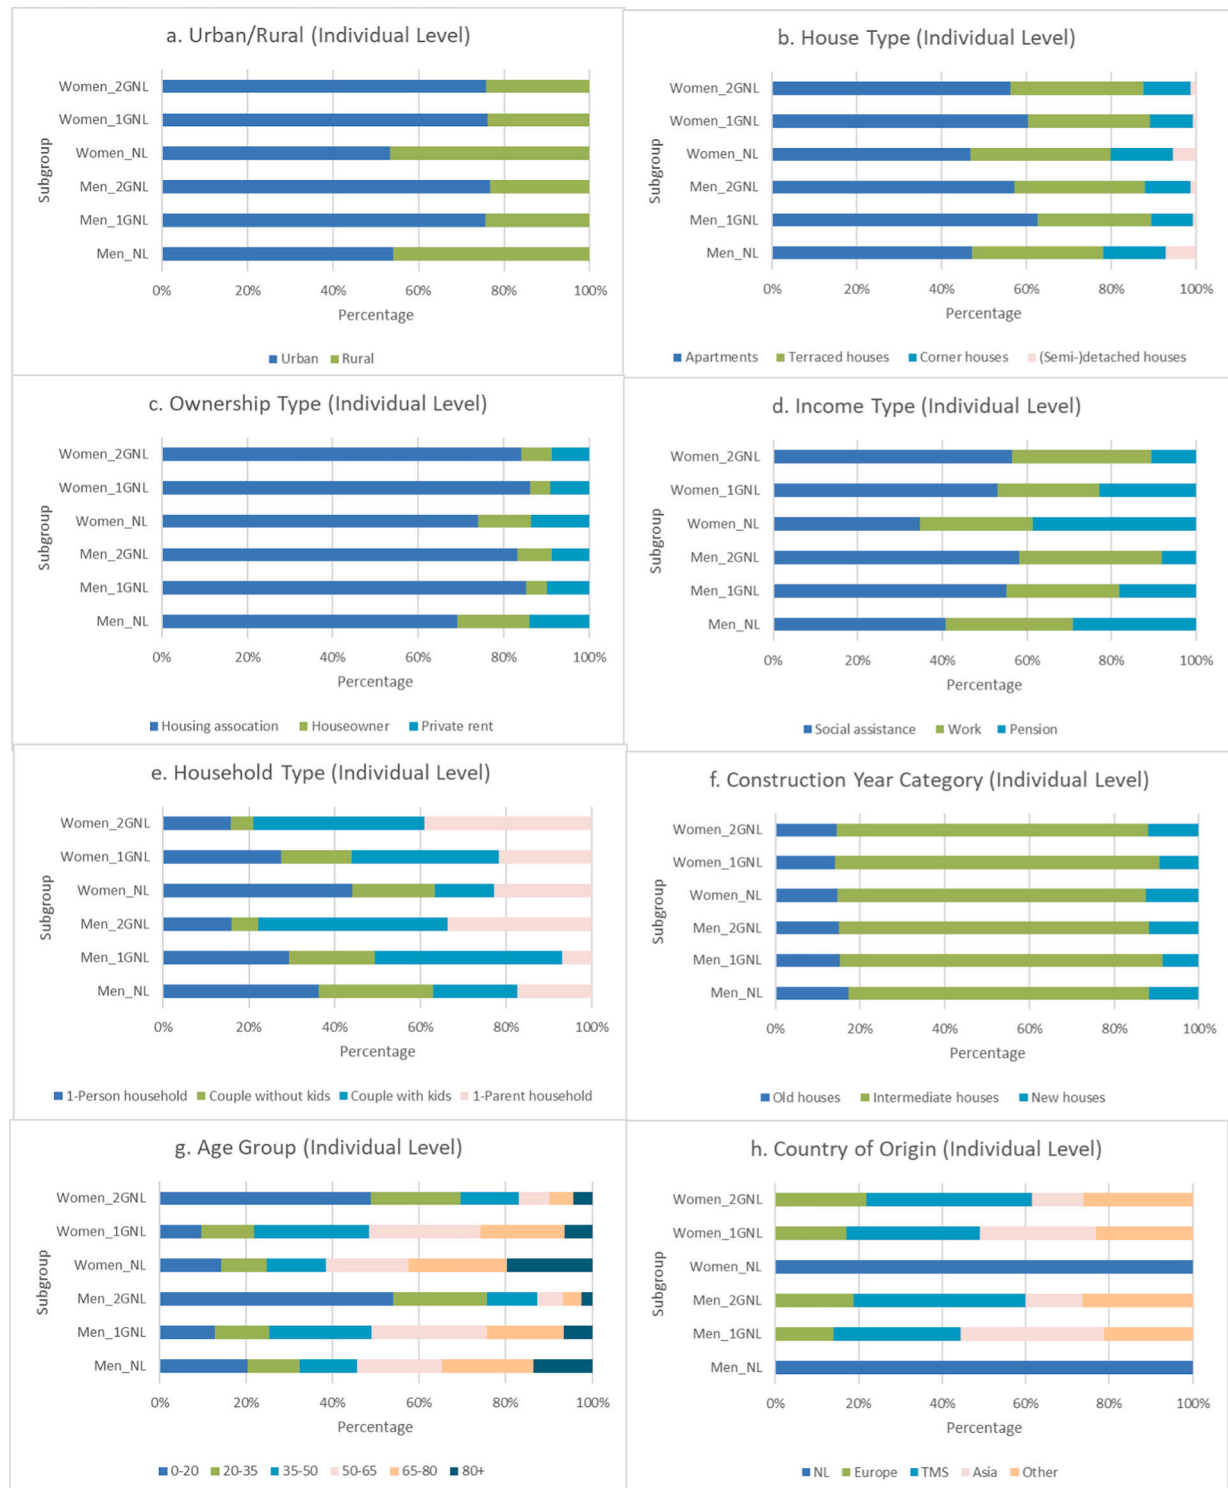 a. Urban/Rural (Individual Level)
Subgroup
Women_2GNL
Women_1GNL
Women_NL
Men_2GNL
Men_1GNL
Men_NL
0% 20% 40% 60% 80% 100%
Percentage
Urban Rural
b. House Type (Individual Level)
Subgroup
Women_2GNL
Women_1GNL
Women_NL
Men_2GNL
Men_1GNL
Men_NL
0% 20% 40% 60% 80% 100%
Percentage
Apartments Terraced houses Corner houses (Semi-)detached houses
c. Ownership Type (Individual Level)
Subgroup
Women_2GNL
Women_1GNL
Women_NL
Men_2GNL
Men_1GNL
Men_NL
0% 20% 40% 60% 80% 100%
Percentage
Housing assocation Houseowner Private rent
d. Income Type (Individual Level)
Subgroup
Women_2GNL
Women_1GNL
Women_NL
Men_2GNL
Men_1GNL
Men_NL
0% 20% 40% 60% 80% 100%
Percentage
Social assistance Work Pension
e. Household Type (Individual Level)
Subgroup
Women_2GNL
Women_1GNL
Women_NL
Men_2GNL
Men_1GNL
Men_NL
0% 20% 40% 60% 80% 100%
Percentage
1-Person household Couple without kids Couple with kids 1-Parent household
f. Construction Year Category (Individual Level)
Subgroup
Women_2GNL
Women_1GNL
Women_NL
Men_2GNL
Men_1GNL
Men_NL
0% 20% 40% 60% 80% 100%
Percentage
Old houses Intermediate houses New houses
g. Age Group (Individual Level)
Subgroup
Women_2GNL
Women_1GNL
Women_NL
Men_2GNL
Men_1GNL
Men_NL
0% 20% 40% 60% 80% 100%
Percentage
0-20 20-35 35-50 50-65 65-80 80+
h. Country of Origin (Individual Level)
Subgroup
Women_2GNL
Women_1GNL
Women_NL
Men_2GNL
Men_1GNL
Men_NL
0% 20% 40% 60% 80% 100%
Percentage
NL Europe TMS Asia Other